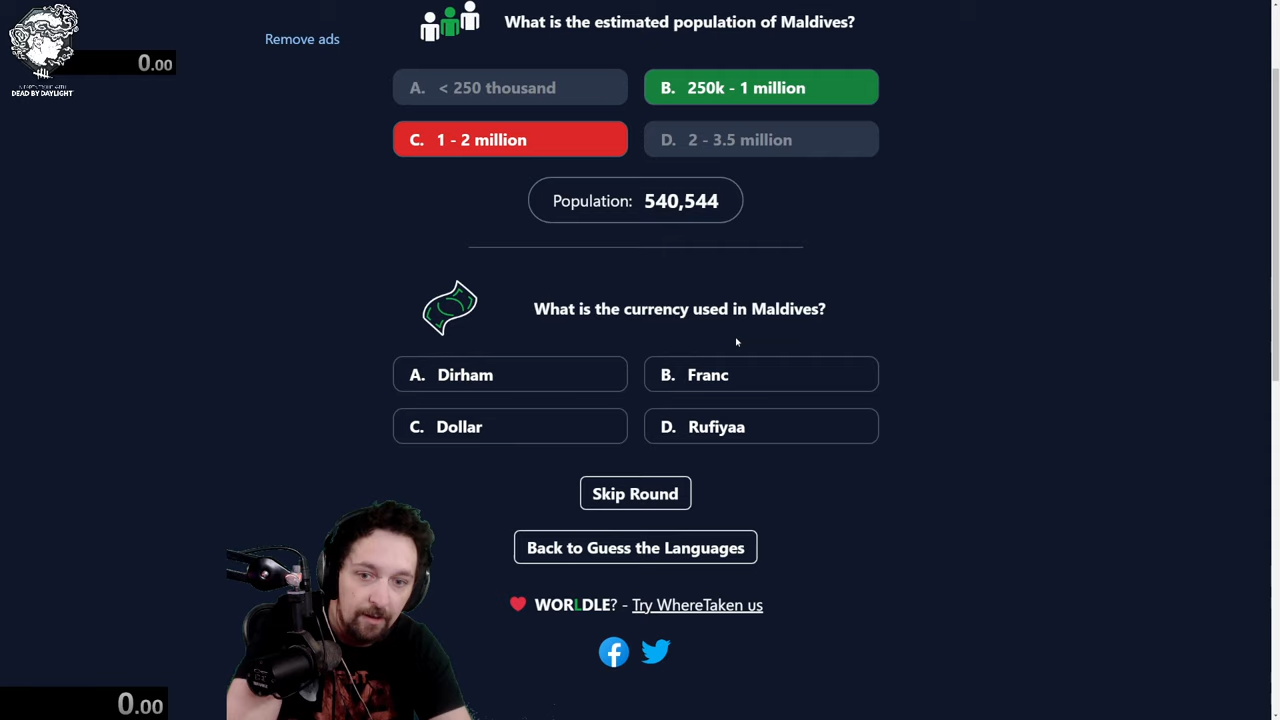 What is the estimated population of Maldives?
Remove ads
0.00
DEAD BY DAYLIGHT
A. < 250 thousand
B. 250k - 1 million
C. 1 - 2 million
D. 2 - 3.5 million
Population: 540,544
What is the currency used in Maldives?
A. Dirham
B. Franc
C. Dollar
D. Rufiyaa
Skip Round
Back to Guess the Languages
WORLDLE? - Try WhereTaken us
0.00